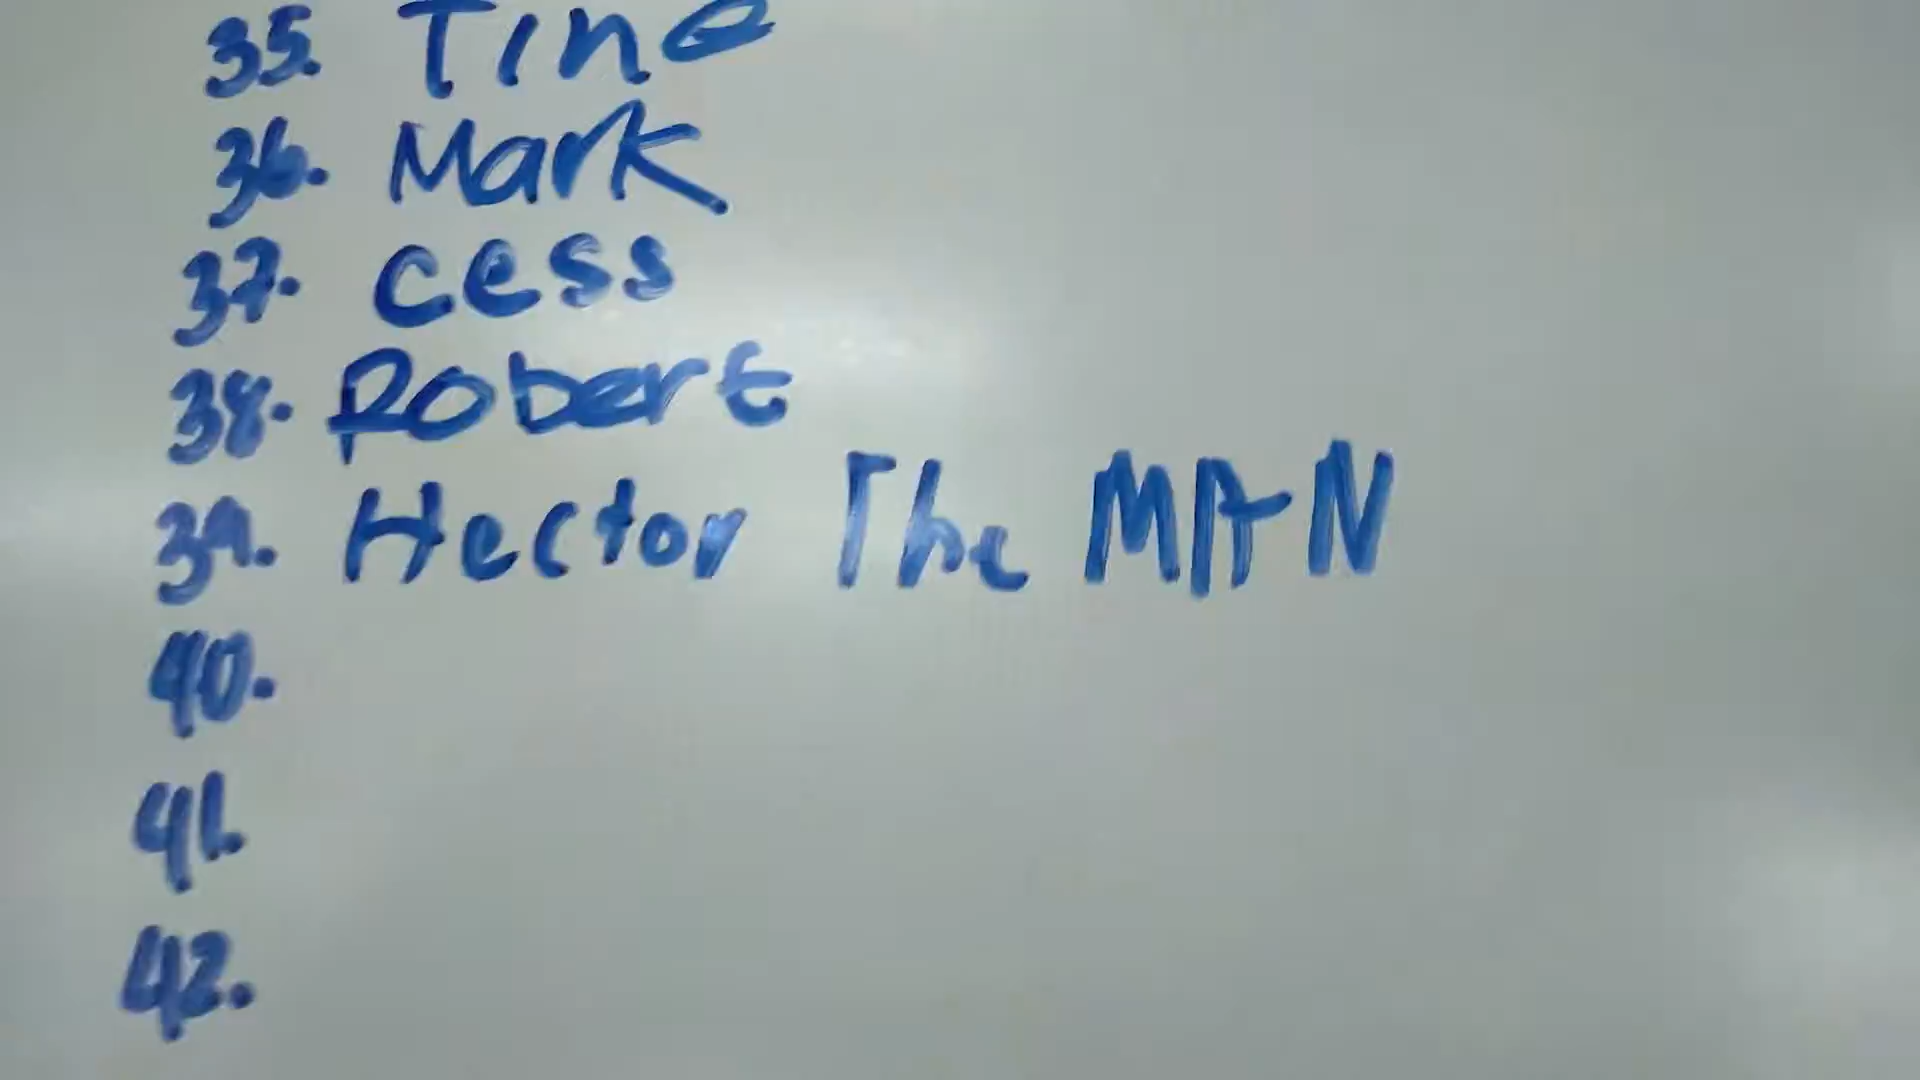 35. Tina
36. Mark
37. cess
38. Robert
39. Hector The MAN
40.
41.
42.